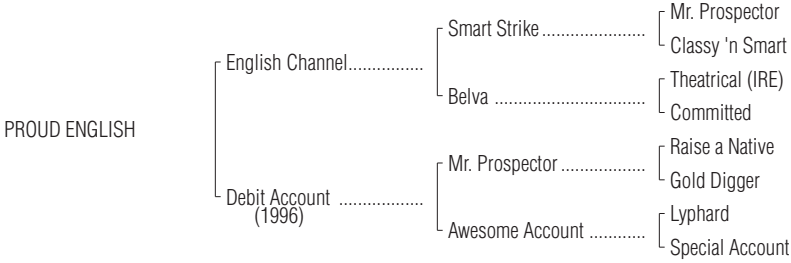 Mr. Prospector
Smart Strike ......................
Classy 'n Smart
English Channel................
Theatrical (IRE)
Belva ................................
Committed
PROUD ENGLISH
Raise a Native
Mr. Prospector ..................
Gold Digger
Debit Account ..................
(1996)
Lyphard
Awesome Account ............
Special Account